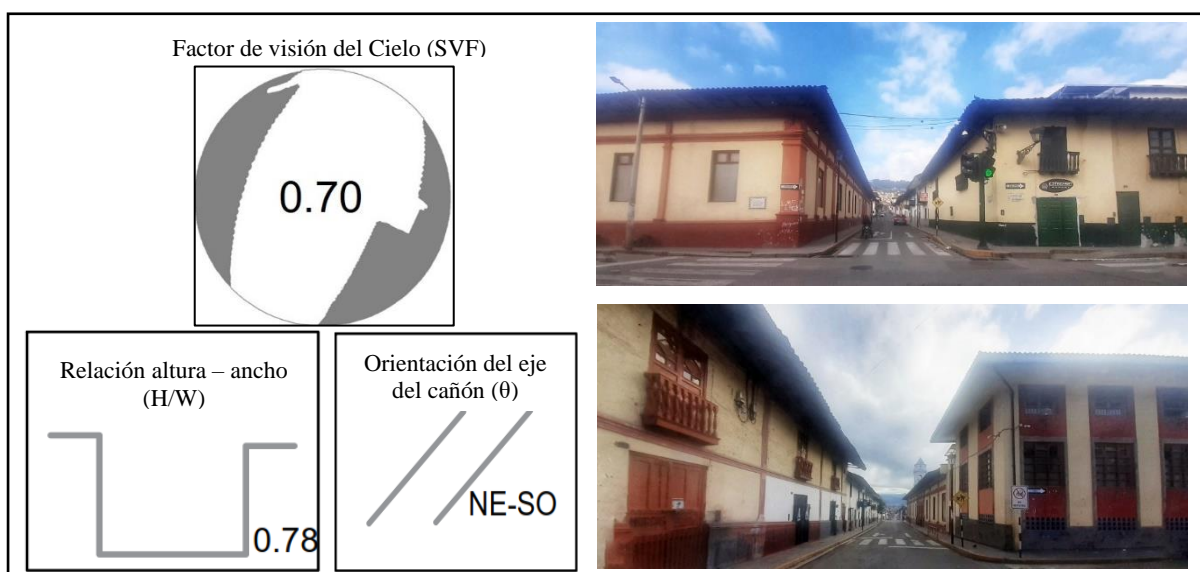 Factor de visión del Cielo (SVF)
0.70
Relación altura – ancho
(H/W)
0.78
Orientación del eje
del cañón (θ)
NE-SO